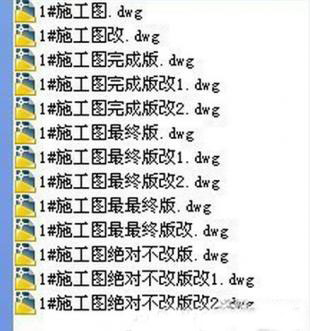 1#施工图.dwg
1#施工图改.dwg
1#施工图完成版.dwg
1#施工图完成版改1.dwg
1#施工图完成版改2.dwg
1#施工图最终版.dwg
1#施工图最终版改1.dwg
1#施工图最终版改2.dwg
1#施工图最最终版.dwg
1#施工图最最终版改.dwg
1#施工图绝对不改版.dwg
1#施工图绝对不改版改1.dwg
1#施工图绝对不改版改2.dwg